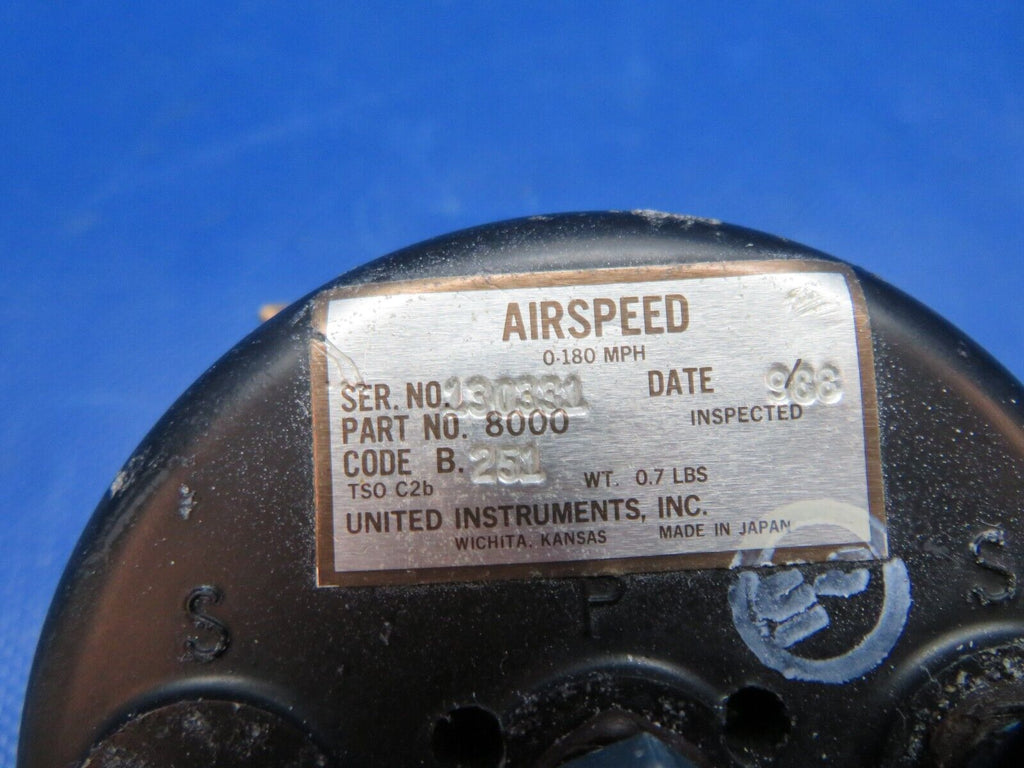 AIRSPEED
0-180 MPH
SER. NO. 130331 DATE 9/88
PART NO. 8000 INSPECTED
CODE B. 251
TSO C2b WT. 0.7 LBS
UNITED INSTRUMENTS, INC.
WICHITA, KANSAS MADE IN JAPAN
S P S